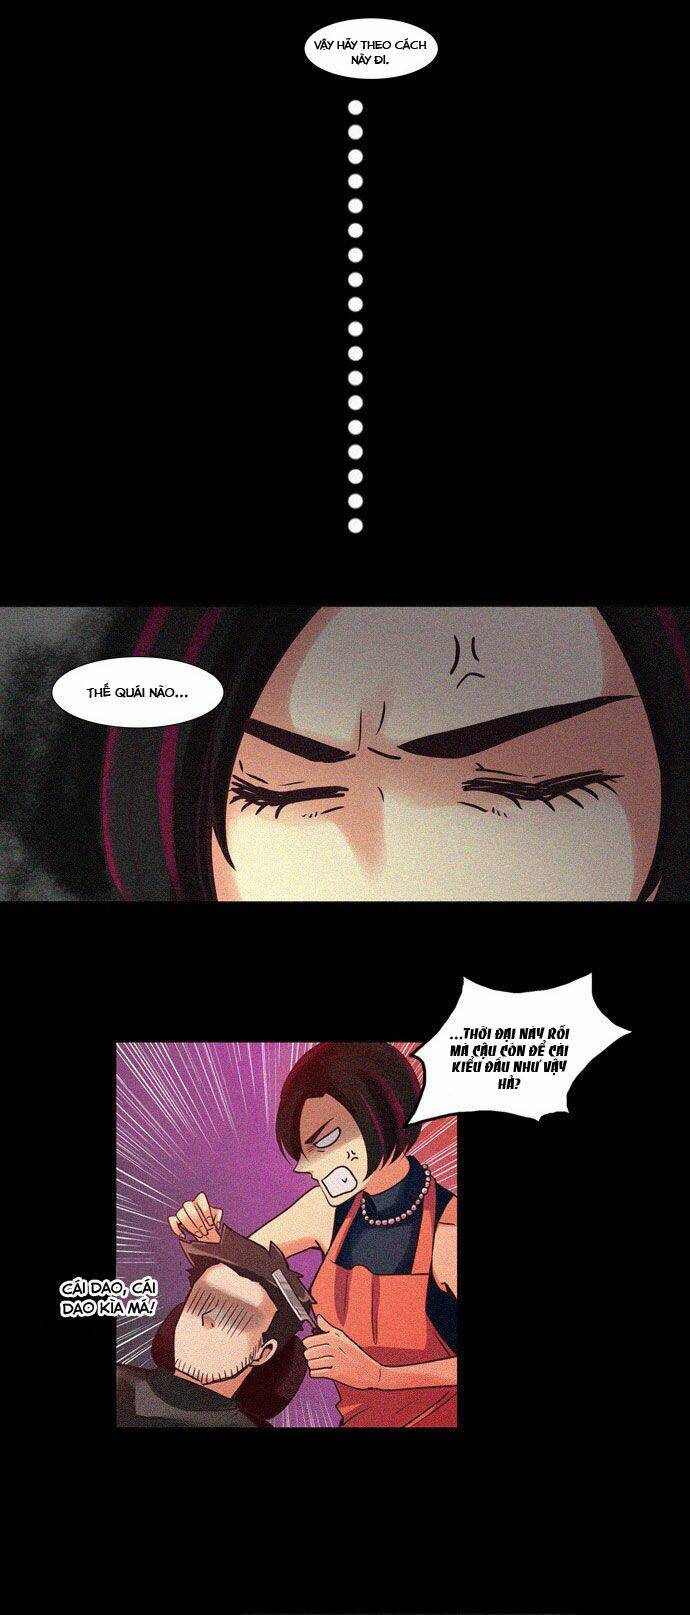 VẬY HÃY THEO CÁCH
NÀY ĐI.
THẾ QUÁI NÀO...
...THỜI ĐẠI NÀY RỒI
MÀ CẬU CÒN ĐỂ CÁI
KIỂU ĐẦU NHƯ VẬY
HẢ?
CÁI DAO, CÁI
DAO KÌA MÁ!